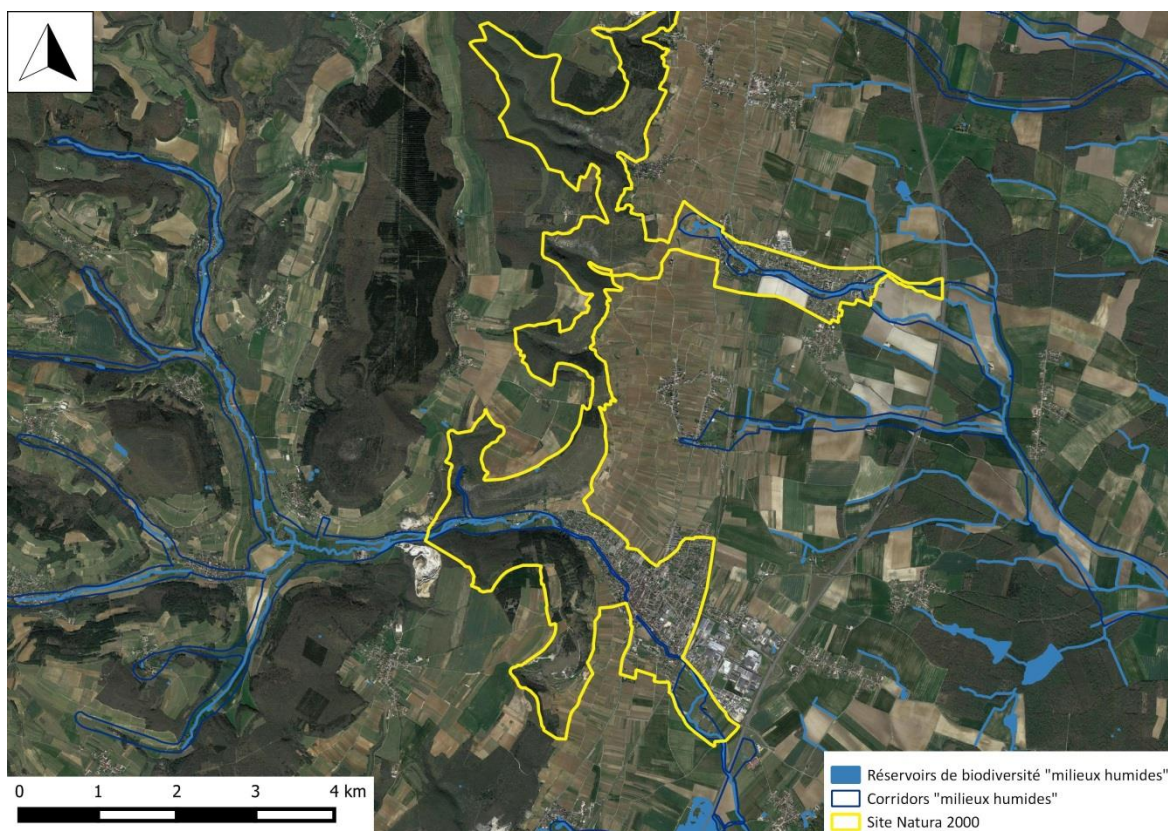 0 1 2 3 4 km
Réservoirs de biodiversité "milieux humides"
Corridors "milieux humides"
Site Natura 2000